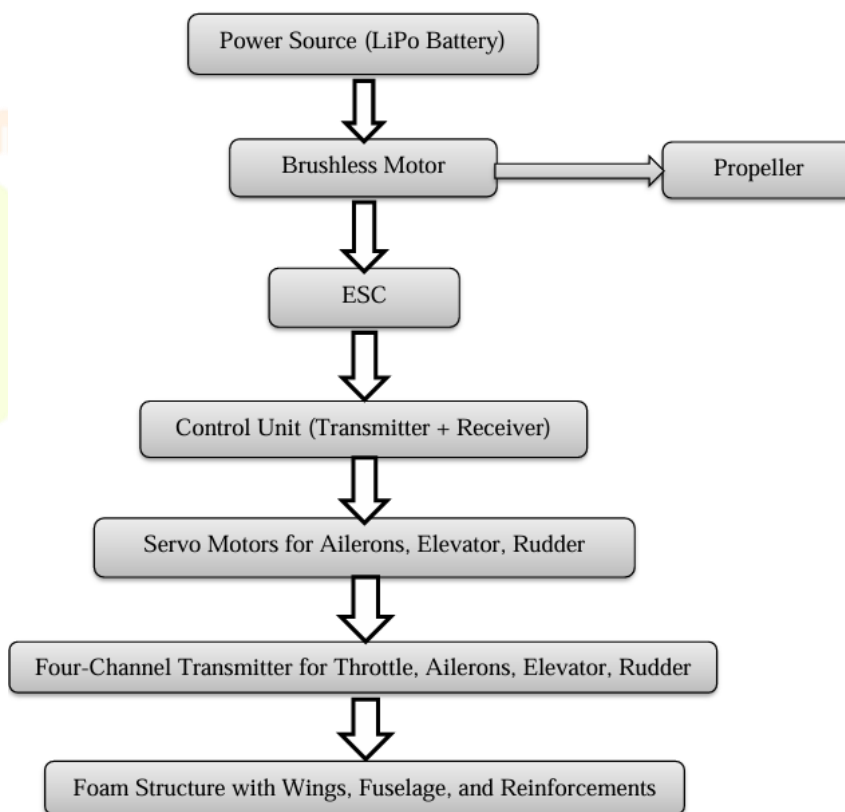 Power Source (LiPo Battery)
Brushless Motor
Propeller
ESC
Control Unit (Transmitter + Receiver)
Servo Motors for Ailerons, Elevator, Rudder
Four-Channel Transmitter for Throttle, Ailerons, Elevator, Rudder
Foam Structure with Wings, Fuselage, and Reinforcements